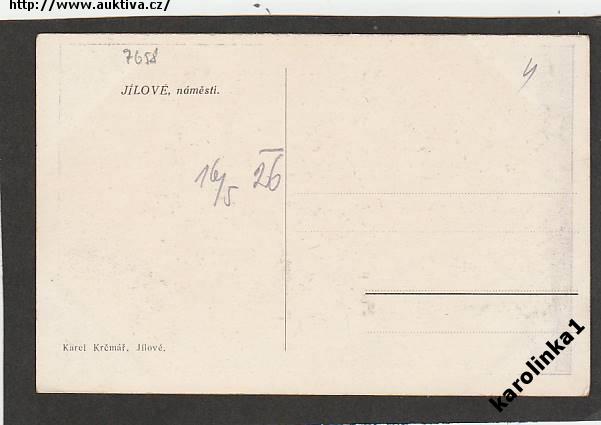 http://www.auktiva.cz/
7658
4
JÍLOVÉ, náměstí.
16/5 26
Karel Krčmář, Jílové.
karolinka1